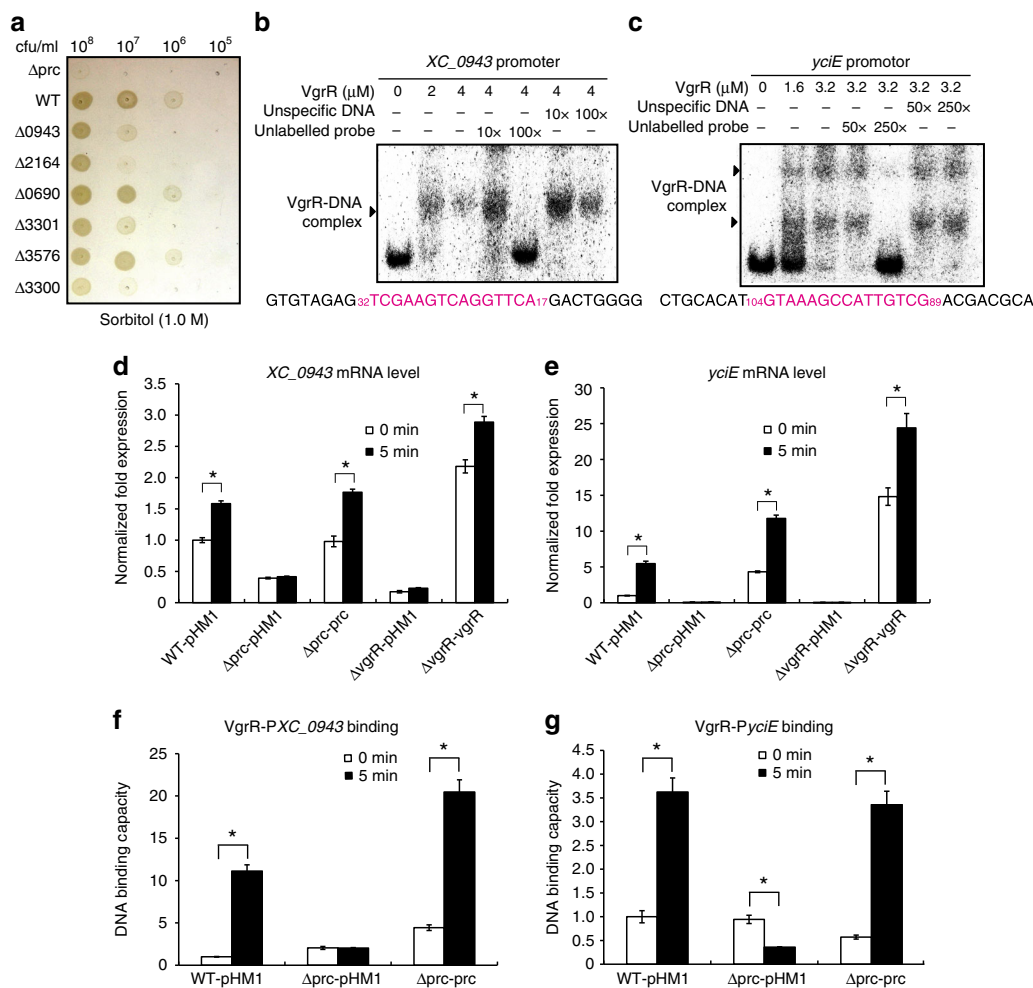 a
cfu/ml 10⁸ 10⁷ 10⁶ 10⁵
Δprc
WT
Δ0943
Δ2164
Δ0690
Δ3301
Δ3576
Δ3300
Sorbitol (1.0 M)
b
XC_0943 promoter
VgrR (μM) 0 2 4 4 4 4 4
Unspecific DNA – – – – – 10× 100×
Unlabelled probe – – – 10× 100× – –
VgrR-DNA
complex
GTGTAGAG32TCGAAGTCAGGTTCA17GACTGGGG
c
yciE promotor
VgrR (μM) 0 1.6 3.2 3.2 3.2 3.2 3.2
Unspecific DNA – – – – – 50× 250×
Unlabelled probe – – – 50× 250× – –
VgrR-DNA
complex
CTGCACAT104GTAAAGCCATTGTCG89ACGACGCA
d
XC_0943 mRNA level
Normalized fold expression
3.5
3.0
2.5
2.0
1.5
1.0
0.5
0
0 min
5 min
* * *
WT-pHM1 Δprc-pHM1 Δprc-prc ΔvgrR-pHM1 ΔvgrR-vgrR
e
yciE mRNA level
Normalized fold expression
30
25
20
15
10
5
0
0 min
5 min
* * *
WT-pHM1 Δprc-pHM1 Δprc-prc ΔvgrR-pHM1 ΔvgrR-vgrR
f
VgrR-PXC_0943 binding
DNA binding capacity
25
20
15
10
5
0
0 min
5 min
* *
WT-pHM1 Δprc-pHM1 Δprc-prc
g
VgrR-PyciE binding
DNA binding capacity
4.5
4.0
3.5
3.0
2.5
2.0
1.5
1.0
0.5
0
0 min
5 min
* * *
WT-pHM1 Δprc-pHM1 Δprc-prc